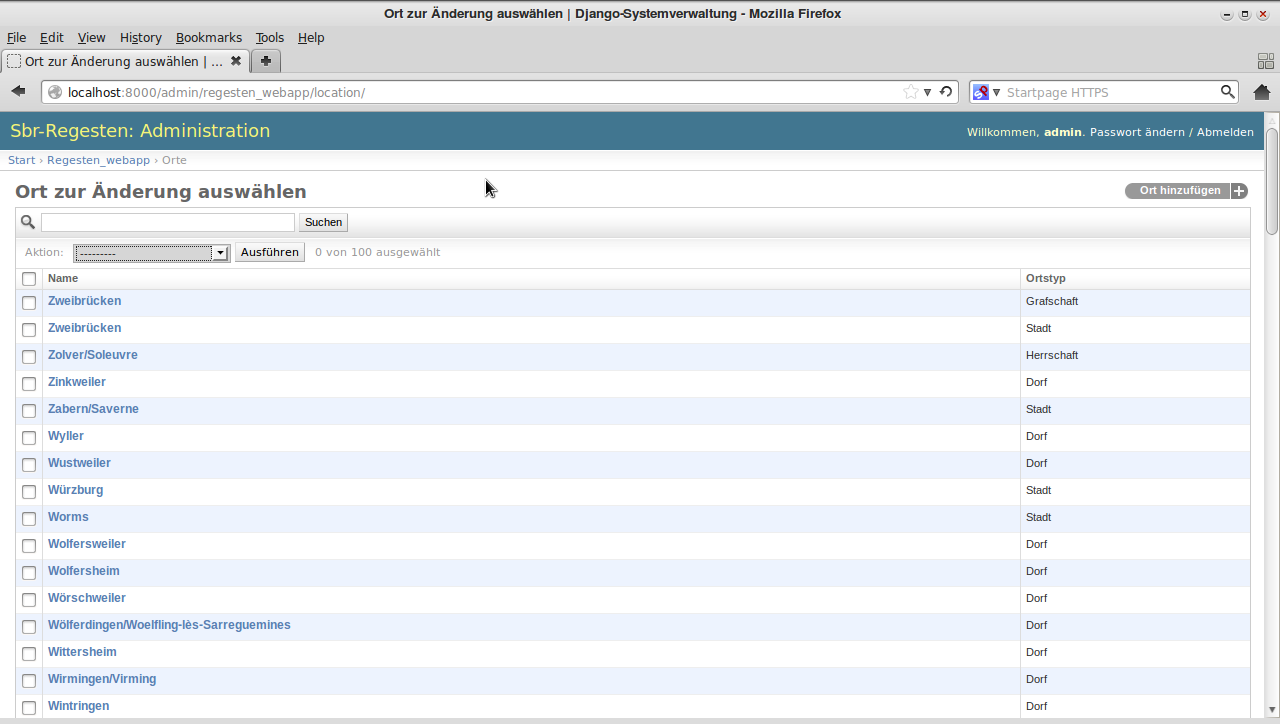 Ort zur Änderung auswählen | Django-Systemverwaltung - Mozilla Firefox
File Edit View History Bookmarks Tools Help
Ort zur Änderung auswählen | ...
localhost:8000/admin/regesten_webapp/location/ Startpage HTTPS
Sbr-Regesten: Administration Willkommen, admin. Passwort ändern / Abmelden
Start › Regesten_webapp › Orte
Ort zur Änderung auswählen Ort hinzufügen
Suchen
Aktion: --------- Ausführen 0 von 100 ausgewählt
Name Ortstyp
Zweibrücken Grafschaft
Zweibrücken Stadt
Zolver/Soleuvre Herrschaft
Zinkweiler Dorf
Zabern/Saverne Stadt
Wyller Dorf
Wustweiler Dorf
Würzburg Stadt
Worms Stadt
Wolfersweiler Dorf
Wolfersheim Dorf
Wörschweiler Dorf
Wölferdingen/Woelfling-lès-Sarreguemines Dorf
Wittersheim Dorf
Wirmingen/Virming Dorf
Wintringen Dorf